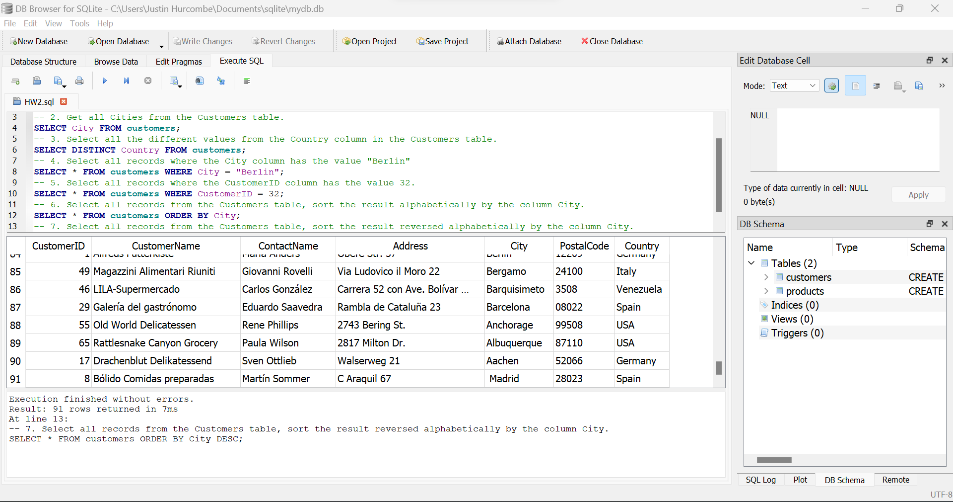 DB Browser for SQLite - C:\Users\Justin Hurcombe\Documents\sqlite\mydb.db
File Edit View Tools Help
New Database Open Database Write Changes Revert Changes Open Project Save Project Attach Database Close Database
Database Structure Browse Data Edit Pragmas Execute SQL
HW2.sql
3 -- 2. Get all Cities from the Customers table.
4 SELECT City FROM customers;
5 -- 3. Select all the different values from the Country column in the Customers table.
6 SELECT DISTINCT Country FROM customers;
7 -- 4. Select all records where the City column has the value "Berlin"
8 SELECT * FROM customers WHERE City = "Berlin";
9 -- 5. Select all records where the CustomerID column has the value 32.
10 SELECT * FROM customers WHERE CustomerID = 32;
11 -- 6. Select all records from the Customers table, sort the result alphabetically by the column City.
12 SELECT * FROM customers ORDER BY City;
13 -- 7. Select all records from the Customers table, sort the result reversed alphabetically by the column City.
CustomerID CustomerName ContactName Address City PostalCode Country
85 49 Magazzini Alimentari Riuniti Giovanni Rovelli Via Ludovico il Moro 22 Bergamo 24100 Italy
86 46 LILA-Supermercado Carlos González Carrera 52 con Ave. Bolívar ... Barquisimeto 3508 Venezuela
87 29 Galería del gastrónomo Eduardo Saavedra Rambla de Cataluña 23 Barcelona 08022 Spain
88 55 Old World Delicatessen Rene Phillips 2743 Bering St. Anchorage 99508 USA
89 65 Rattlesnake Canyon Grocery Paula Wilson 2817 Milton Dr. Albuquerque 87110 USA
90 17 Drachenblut Delikatessend Sven Ottlieb Walserweg 21 Aachen 52066 Germany
91 8 Bólido Comidas preparadas Martín Sommer C Araquil 67 Madrid 28023 Spain
Execution finished without errors.
Result: 91 rows returned in 7ms
At line 13:
-- 7. Select all records from the Customers table, sort the result reversed alphabetically by the column City.
SELECT * FROM customers ORDER BY City DESC;
Edit Database Cell
Mode: Text
NULL
Type of data currently in cell: NULL
0 byte(s)
Apply
DB Schema
Name Type Schema
Tables (2)
customers CREATE
products CREATE
Indices (0)
Views (0)
Triggers (0)
SQL Log Plot DB Schema Remote
UTF-8